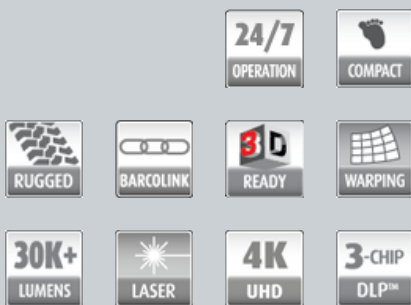 24/7
OPERATION
COMPACT
RUGGED
BARCOLINK
3D
READY
WARPING
30K+
LUMENS
LASER
4K
UHD
3-CHIP
DLP™